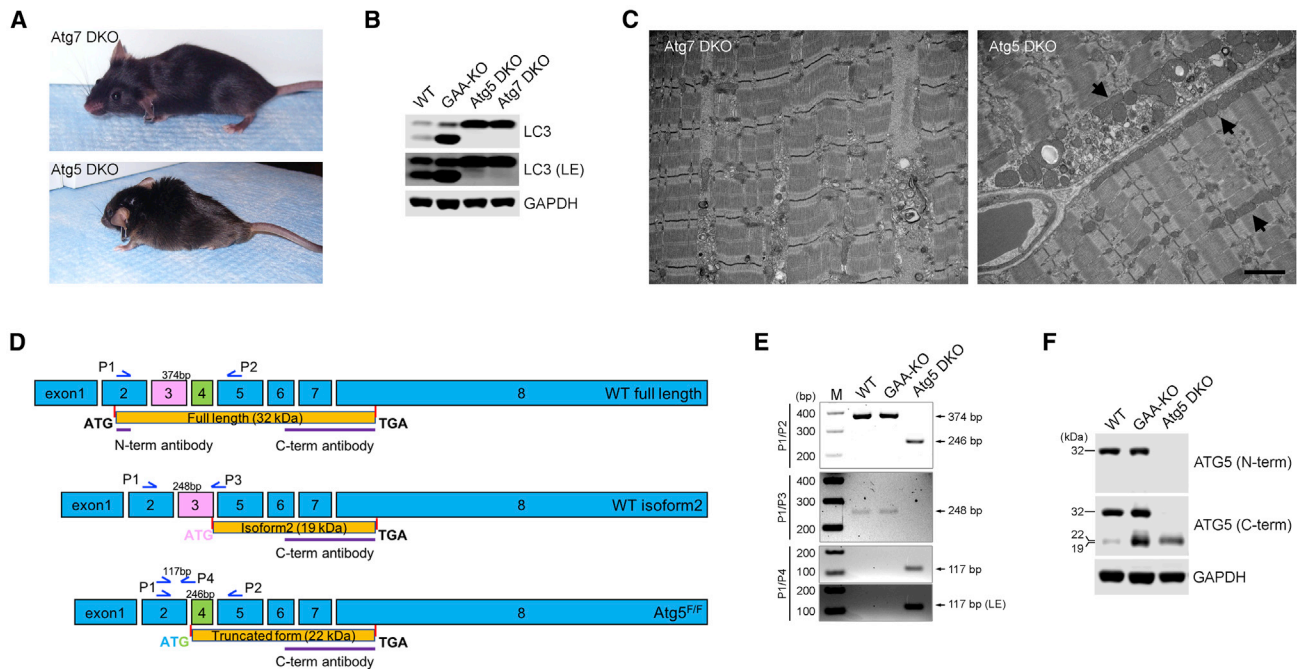 A
Atg7 DKO
Atg5 DKO
B
WT
GAA-KO
Atg5 DKO
Atg7 DKO
LC3
LC3 (LE)
GAPDH
C
Atg7 DKO
Atg5 DKO
D
P1
374bp
P2
exon1 2 3 4 5 6 7 8 WT full length
Full length (32 kDa)
ATG
TGA
N-term antibody
C-term antibody
P1
248bp
P3
exon1 2 3 5 6 7 8 WT isoform2
Isoform2 (19 kDa)
ATG
TGA
C-term antibody
117bp
P4
P1
246bp
P2
exon1 2 4 5 6 7 8 Atg5F/F
Truncated form (22 kDa)
ATG
TGA
C-term antibody
E
WT
GAA-KO
Atg5 DKO
(bp)
M
P1/P2
400
300
200
374 bp
246 bp
P1/P3
400
300
200
248 bp
P1/P4
200
100
117 bp
200
100
117 bp (LE)
F
WT
GAA-KO
Atg5 DKO
(kDa)
32
ATG5 (N-term)
32
22
19
ATG5 (C-term)
GAPDH